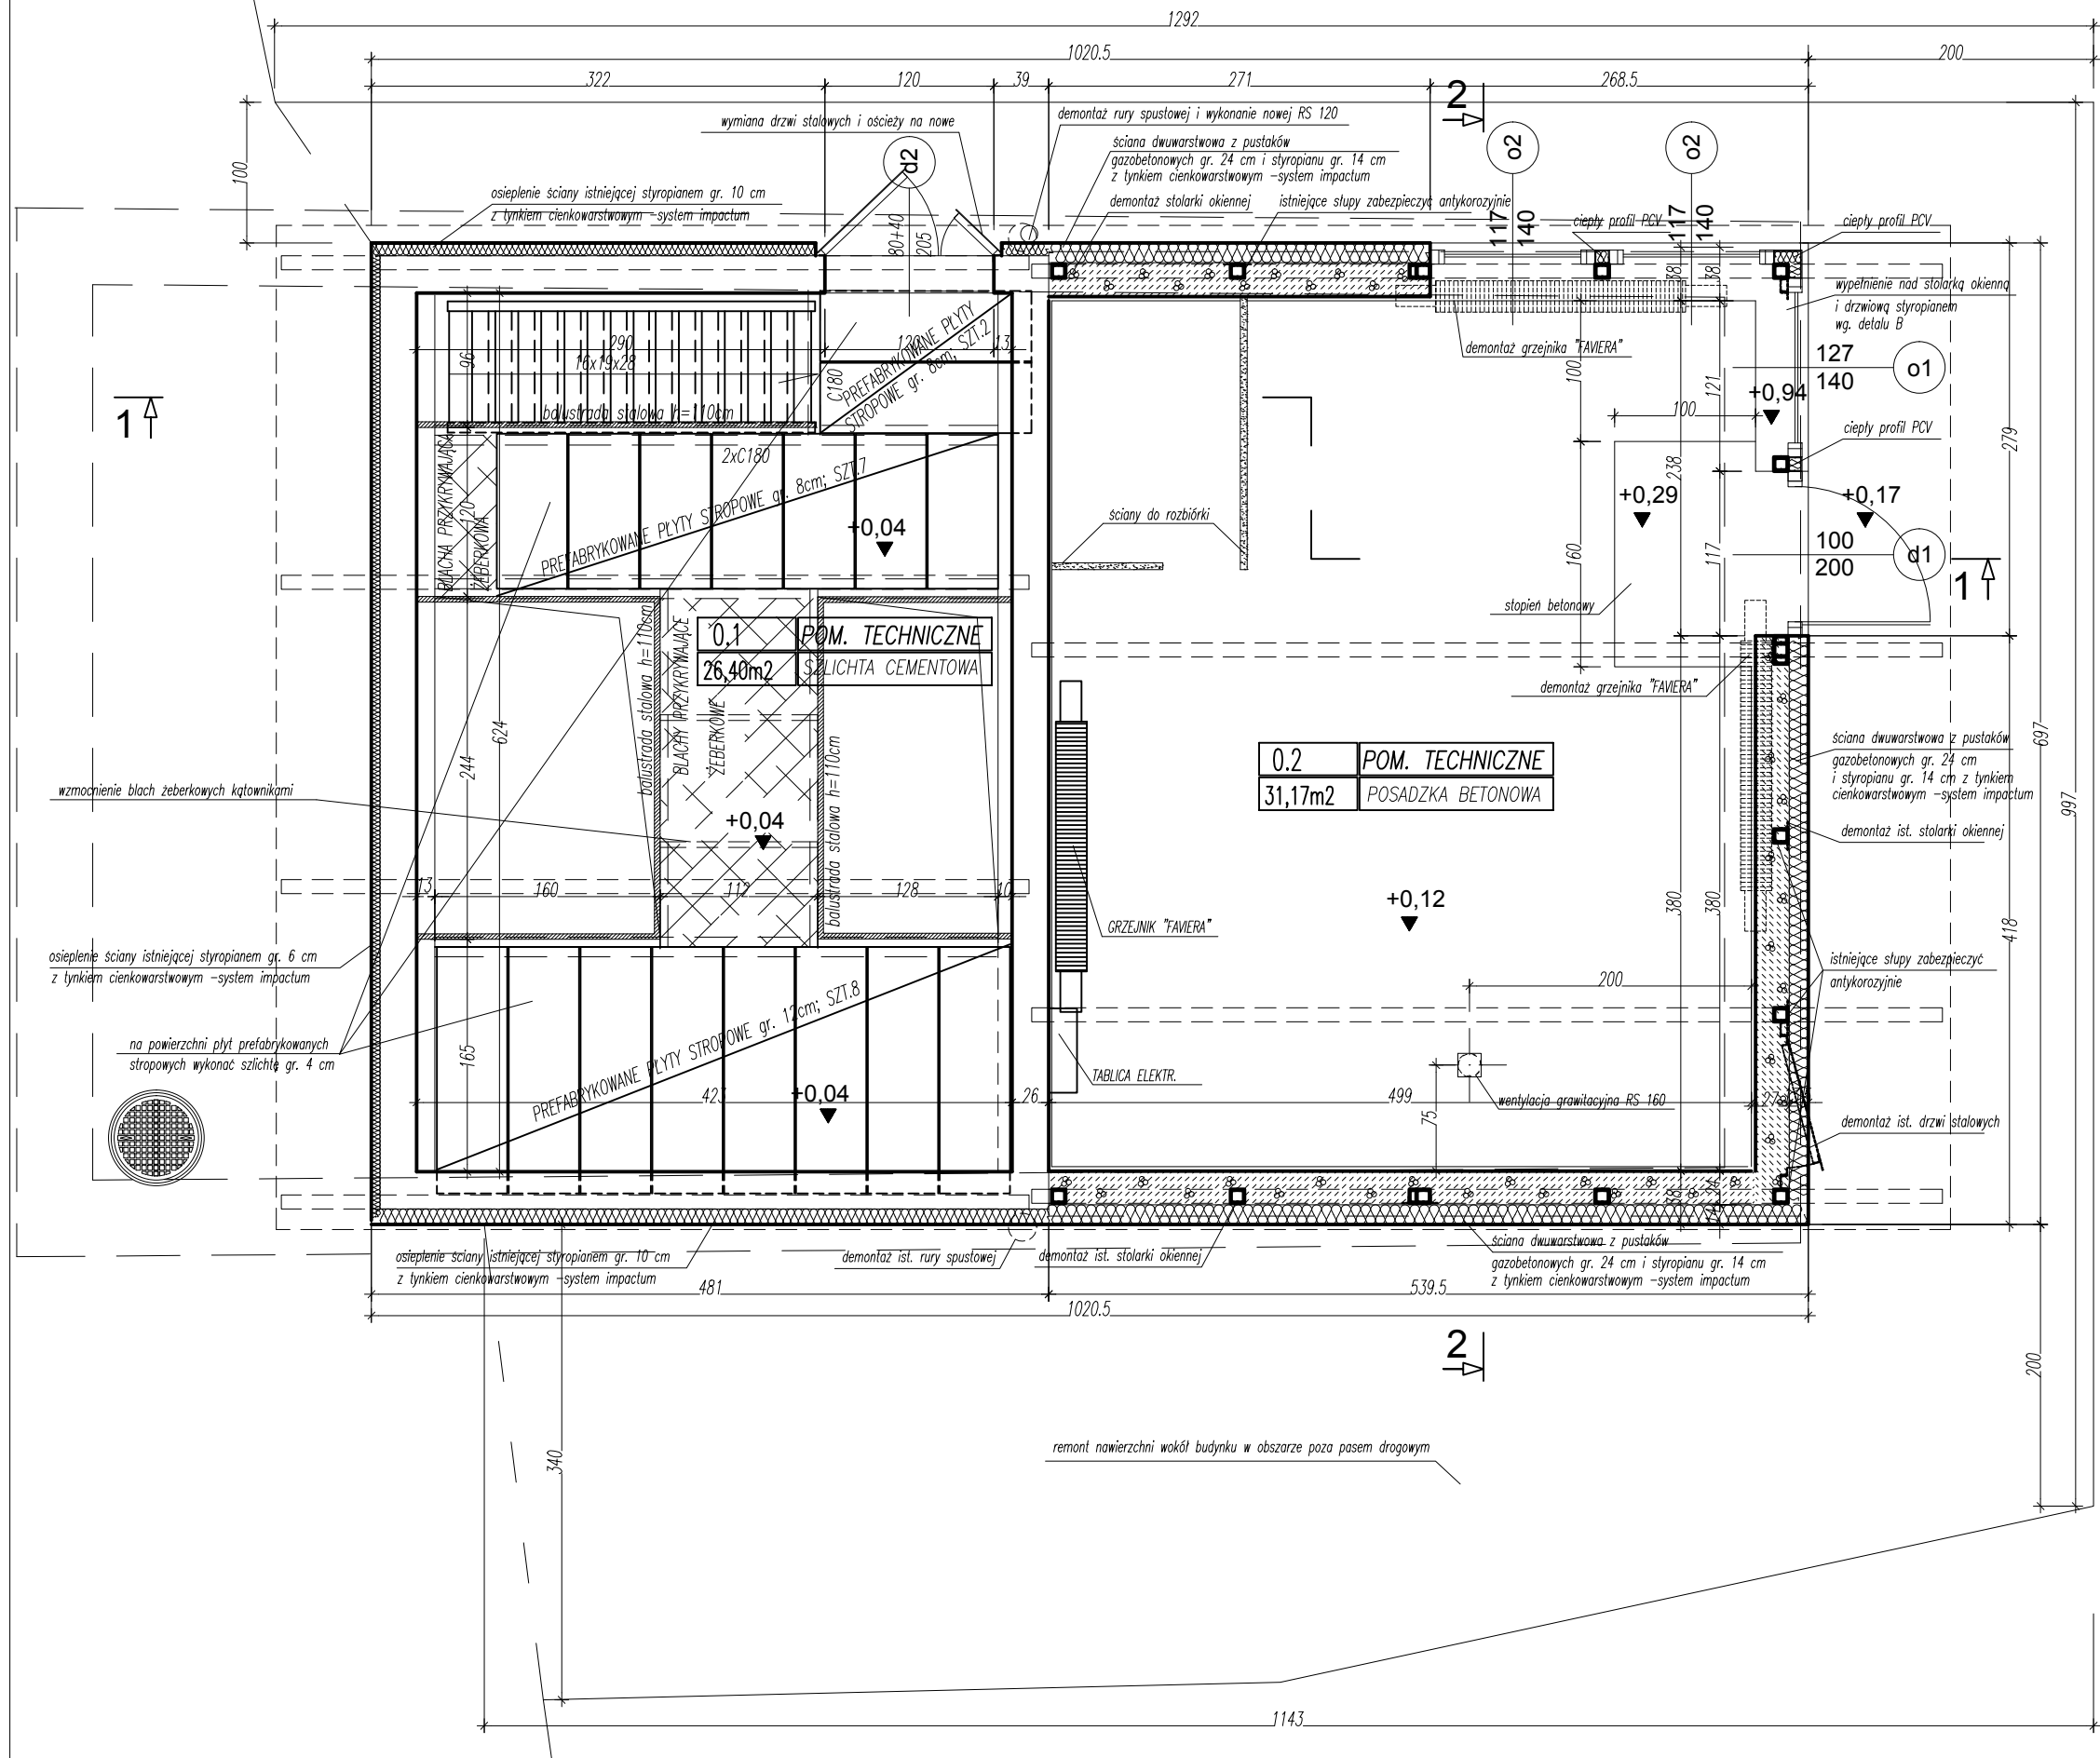 1292
1020.5
200
322
120
39
271
268.5
2
wymiana drzwi stalowych i ościeży na nowe
demontaż rury spustowej i wykonanie nowej RS 120
ściana dwuwarstwowa z pustaków
gazobetonowych gr. 24 cm i styropianu gr. 14 cm
z tynkiem cienkowarstwowym -system impactum
d2
o2
o2
100
osieplenie ściany istniejącej styropianem gr. 10 cm
z tynkiem cienkowarstwowym -system impactum
demontaż stolarki okiennej
istniejące słupy zabezpieczyć antykorozyjnie
80+40
205
117
140
ciepły profil PCV
117
140
ciepły profil PCV
38
38
wypełnienie nad stolarką okienną
i drzwiową styropianem
wg. detalu B
290
16x19x28
96
120
13
C180
PREFABRYKOWANE PŁYTY
STROPOWE gr. 8cm; SZT.2
demontaż grzejnika "FAVIERA"
100
121
127
140
o1
+0,94
100
1
balustrada stalowa h=110cm
2xC180
ciepły profil PCV
279
BLACHA PRZYKRYWAJĄCA
ŻEBERKOWA
120
PREFABRYKOWANE PŁYTY STROPOWE gr. 8cm; SZT.7
+0,04
ściany do rozbiórki
238
+0,29
+0,17
160
117
100
200
d1
1
stopień betonowy
balustrada stalowa h=110cm
BLACHY PRZYKRYWAJĄCE
ŻEBERKOWE
0.1
POM. TECHNICZNE
26,40m2
SZLICHTA CEMENTOWA
demontaż grzejnika "FAVIERA"
624
244
balustrada stalowa h=110cm
0.2
POM. TECHNICZNE
31,17m2
POSADZKA BETONOWA
ściana dwuwarstwowa z pustaków
gazobetonowych gr. 24 cm
i styropianu gr. 14 cm z tynkiem
cienkowarstwowym -system impactum
697
997
wzmocnienie blach żeberkowych kątownikami
+0,04
demontaż ist. stolarki okiennej
13
160
112
128
10
+0,12
380
380
418
GRZEJNIK "FAVIERA"
osieplenie ściany istniejącej styropianem gr. 6 cm
z tynkiem cienkowarstwowym -system impactum
istniejące słupy zabezpieczyć
antykorozyjnie
200
PREFABRYKOWANE PŁYTY STROPOWE gr. 12cm; SZT.8
na powierzchni płyt prefabrykowanych
stropowych wykonać szlichtę gr. 4 cm
165
TABLICA ELEKTR.
423
+0,04
26
499
75
wentylacja grawitacyjna RS 160
27
demontaż ist. drzwi stalowych
38
24
14
osieplenie ściany istniejącej styropianem gr. 10 cm
z tynkiem cienkowarstwowym -system impactum
demontaż ist. rury spustowej
demontaż ist. stolarki okiennej
ściana dwuwarstwowa z pustaków
gazobetonowych gr. 24 cm i styropianu gr. 14 cm
z tynkiem cienkowarstwowym -system impactum
481
539.5
1020.5
2
200
340
remont nawierzchni wokół budynku w obszarze poza pasem drogowym
1143